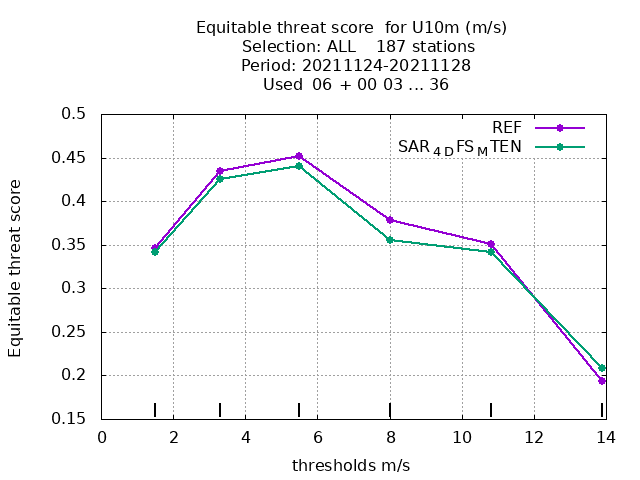 Equitable threat score for U10m (m/s)
Selection: ALL 187 stations
Period: 20211124-20211128
Used 06 + 00 03 ... 36
REF
SAR4DFSMTEN
Equitable threat score
0.5
0.45
0.4
0.35
0.3
0.25
0.2
0.15
0 2 4 6 8 10 12 14
thresholds m/s